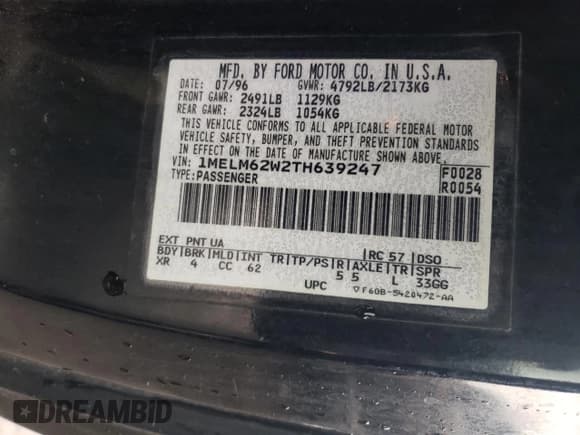 MFD. BY FORD MOTOR CO. IN U.S.A.
DATE: 07/96 GVWR: 4792LB/2173KG
FRONT GAWR: 2491LB 1129KG
REAR GAWR: 2324LB 1054KG
THIS VEHICLE CONFORMS TO ALL APPLICABLE FEDERAL MOTOR
VEHICLE SAFETY, BUMPER, AND THEFT PREVENTION STANDARDS
IN EFFECT ON THE DATE OF MANUFACTURE SHOWN ABOVE.
VIN: 1MELM62W2TH639247 F0028
TYPE: PASSENGER R0054
EXT PNT UA RC 57 DSO
BDY BRK MLD INT TR TP/PS R AXLE TR SPR
XR 4 CC 62 5 5 L 33GG
UPC ▽F60B-5420472-AA
DREAMBID